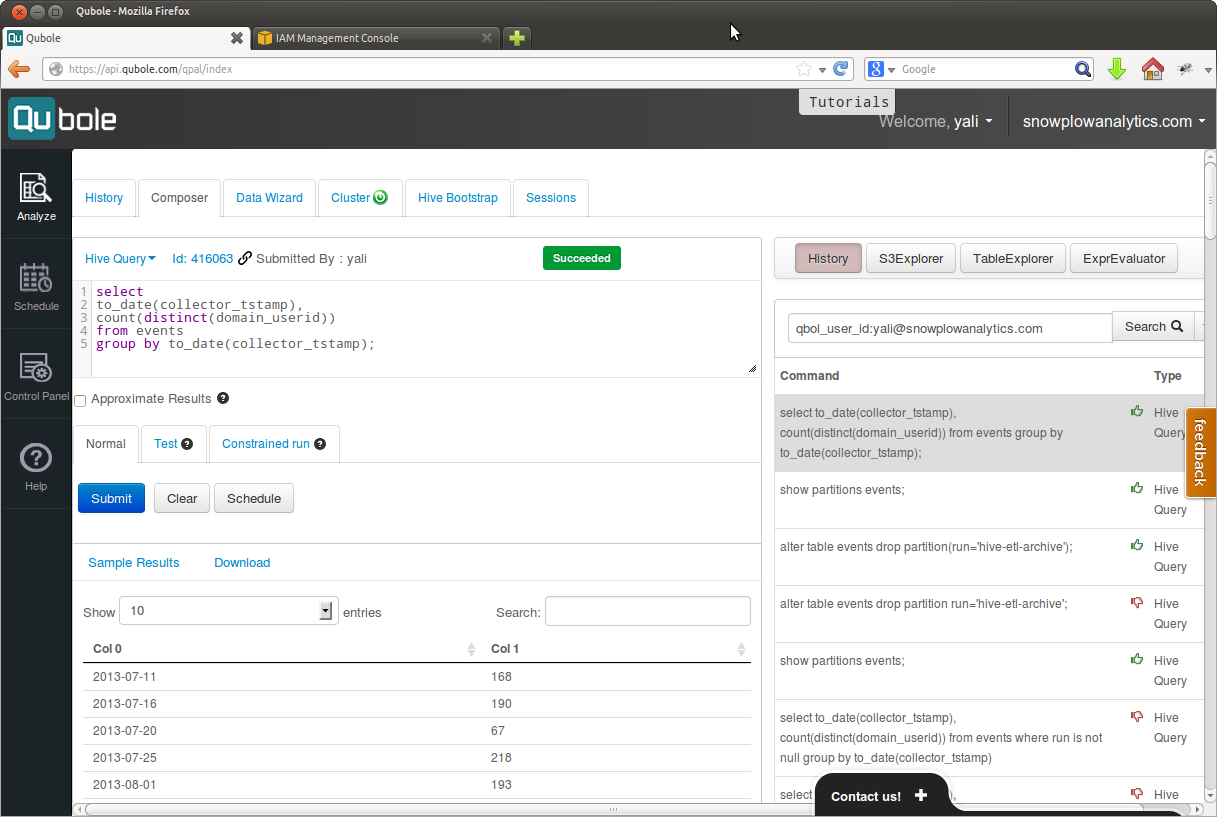 Qubole - Mozilla Firefox
Qubole
IAM Management Console
https://api.qubole.com/qpal/index
Google
Qubole
Tutorials
Welcome, yali
snowplowanalytics.com
Analyze
Schedule
Control Panel
Help
History
Composer
Data Wizard
Cluster
Hive Bootstrap
Sessions
Hive Query
Id: 416063
Submitted By : yali
Succeeded
1 select
2 to_date(collector_tstamp),
3 count(distinct(domain_userid))
4 from events
5 group by to_date(collector_tstamp);
Approximate Results
Normal
Test
Constrained run
Submit
Clear
Schedule
Sample Results
Download
Show 10 entries
Search:
Col 0 Col 1
2013-07-11 168
2013-07-16 190
2013-07-20 67
2013-07-25 218
2013-08-01 193
History
S3Explorer
TableExplorer
ExprEvaluator
qbol_user_id:yali@snowplowanalytics.com
Search
Command Type
select to_date(collector_tstamp), Hive
count(distinct(domain_userid)) from events group by Query
to_date(collector_tstamp);
show partitions events; Hive
Query
alter table events drop partition(run='hive-etl-archive'); Hive
Query
alter table events drop partition run='hive-etl-archive'; Hive
Query
show partitions events; Hive
Query
select to_date(collector_tstamp), Hive
count(distinct(domain_userid)) from events where run is not Query
null group by to_date(collector_tstamp)
select Hive
feedback
Contact us!